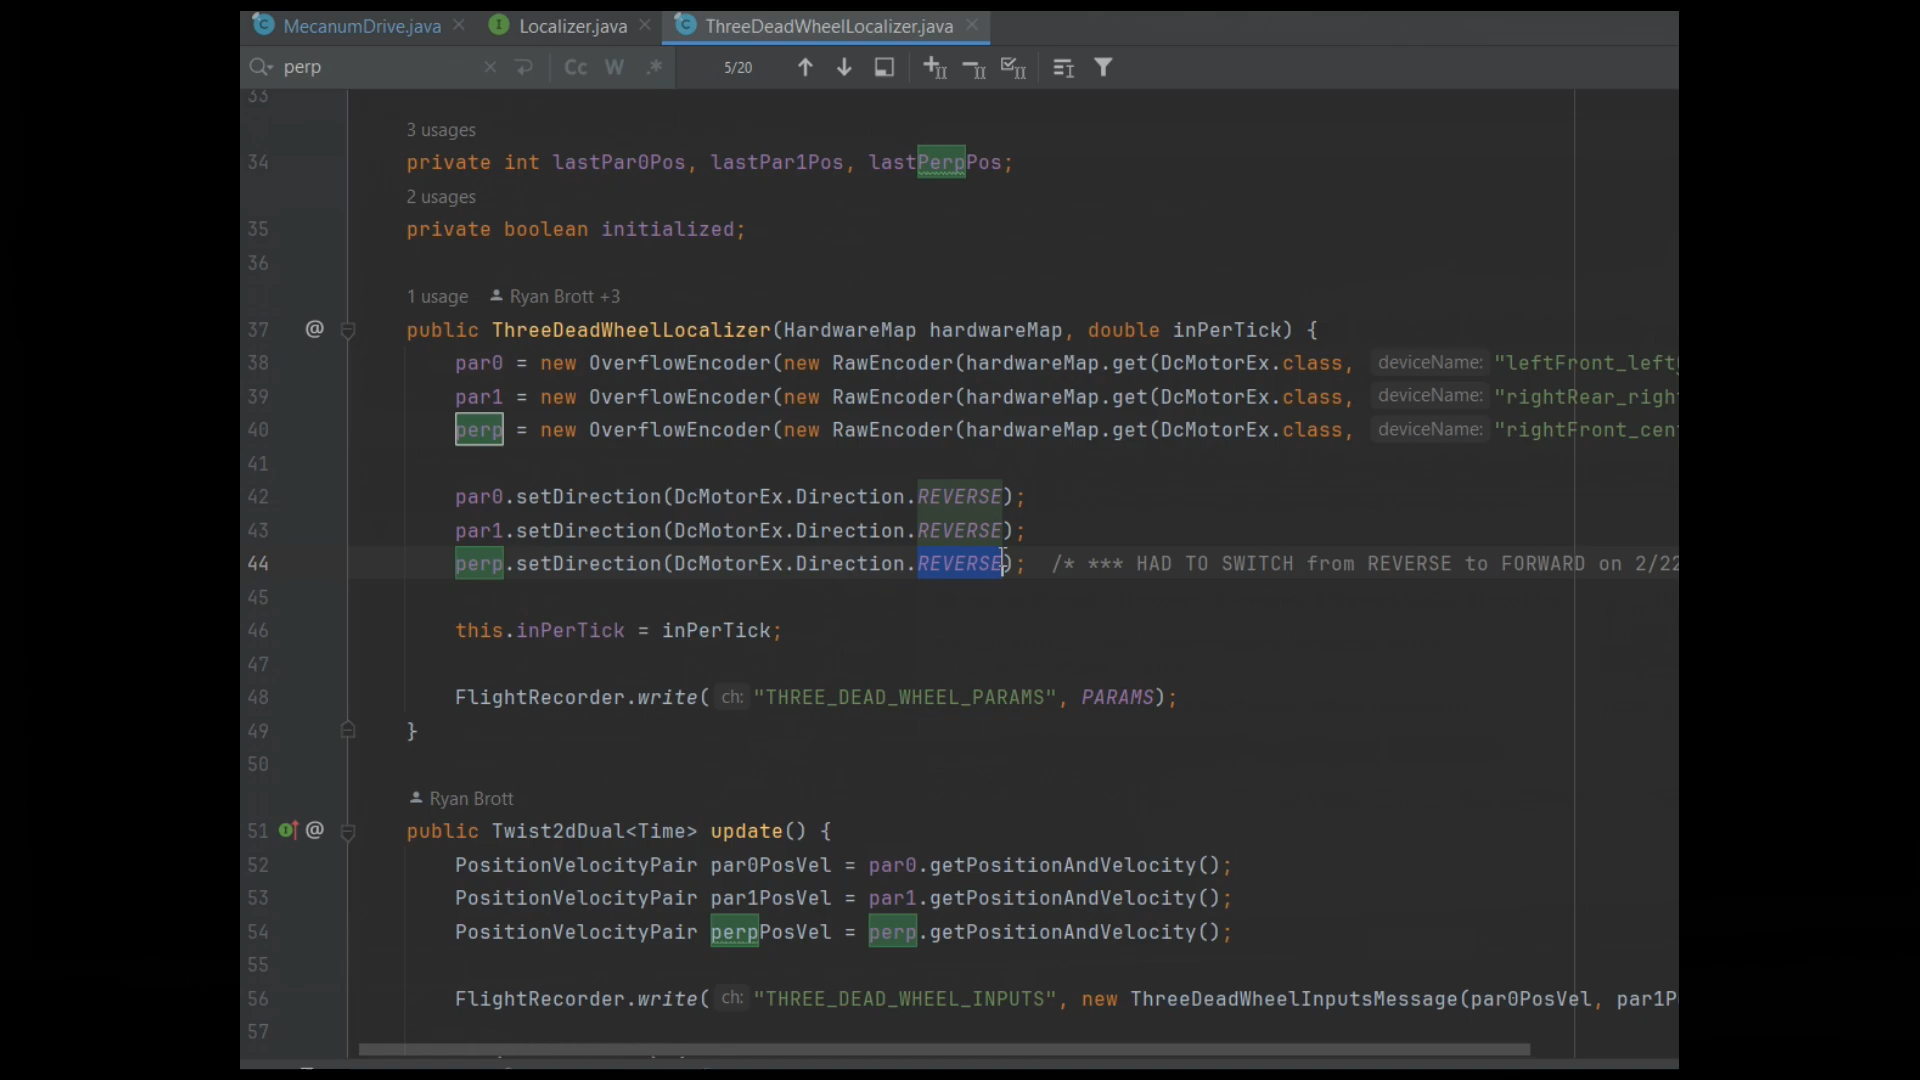 MecanumDrive.java Localizer.java ThreeDeadWheelLocalizer.java
perp Cc W .* 5/20
33
3 usages
34 private int lastPar0Pos, lastPar1Pos, lastPerpPos;
2 usages
35 private boolean initialized;
36
1 usage Ryan Brott +3
37 @ public ThreeDeadWheelLocalizer(HardwareMap hardwareMap, double inPerTick) {
38 par0 = new OverflowEncoder(new RawEncoder(hardwareMap.get(DcMotorEx.class, deviceName: "leftFront_left
39 par1 = new OverflowEncoder(new RawEncoder(hardwareMap.get(DcMotorEx.class, deviceName: "rightRear_righ
40 perp = new OverflowEncoder(new RawEncoder(hardwareMap.get(DcMotorEx.class, deviceName: "rightFront_cen
41
42 par0.setDirection(DcMotorEx.Direction.REVERSE);
43 par1.setDirection(DcMotorEx.Direction.REVERSE);
44 perp.setDirection(DcMotorEx.Direction.REVERSE); /* *** HAD TO SWITCH from REVERSE to FORWARD on 2/22
45
46 this.inPerTick = inPerTick;
47
48 FlightRecorder.write( ch: "THREE_DEAD_WHEEL_PARAMS", PARAMS);
49 }
50
Ryan Brott
51 @ public Twist2dDual<Time> update() {
52 PositionVelocityPair par0PosVel = par0.getPositionAndVelocity();
53 PositionVelocityPair par1PosVel = par1.getPositionAndVelocity();
54 PositionVelocityPair perpPosVel = perp.getPositionAndVelocity();
55
56 FlightRecorder.write( ch: "THREE_DEAD_WHEEL_INPUTS", new ThreeDeadWheelInputsMessage(par0PosVel, par1P
57